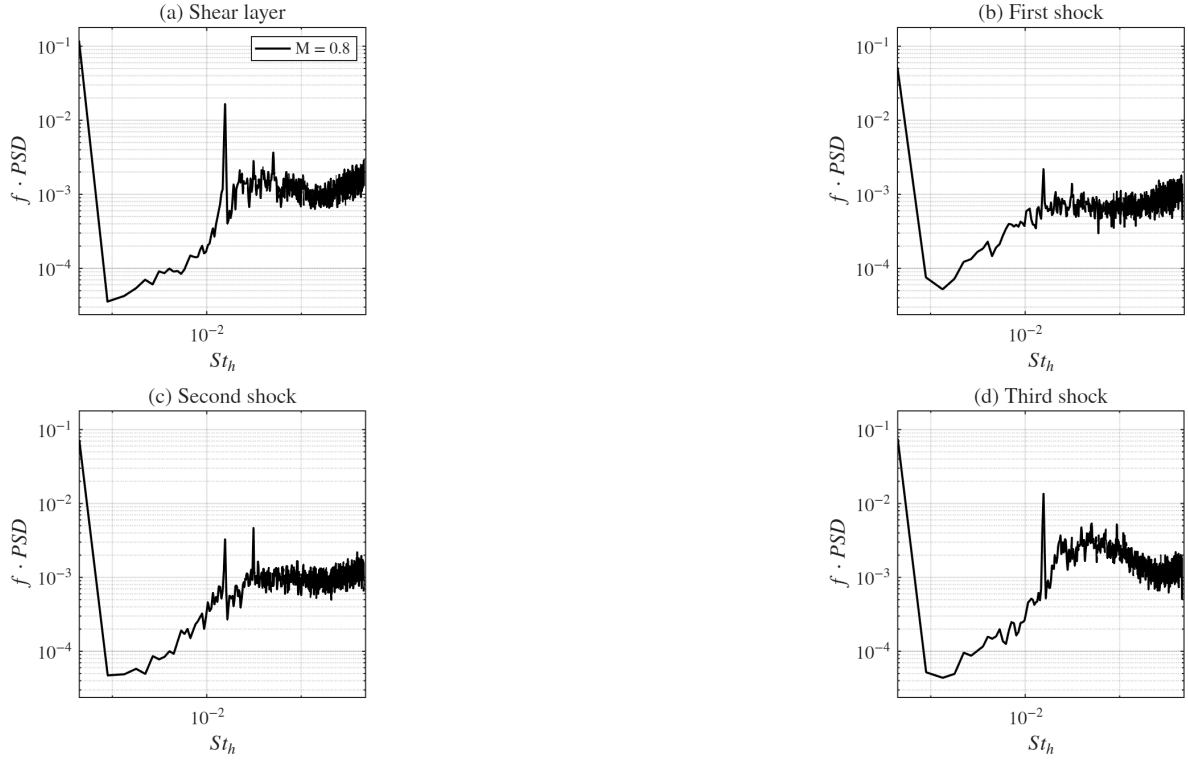 (a) Shear layer
M = 0.8
10⁻¹
10⁻²
10⁻³
10⁻⁴
f · PSD
10⁻²
St_h
(b) First shock
10⁻¹
10⁻²
10⁻³
10⁻⁴
f · PSD
10⁻²
St_h
(c) Second shock
10⁻¹
10⁻²
10⁻³
10⁻⁴
f · PSD
10⁻²
St_h
(d) Third shock
10⁻¹
10⁻²
10⁻³
10⁻⁴
f · PSD
10⁻²
St_h